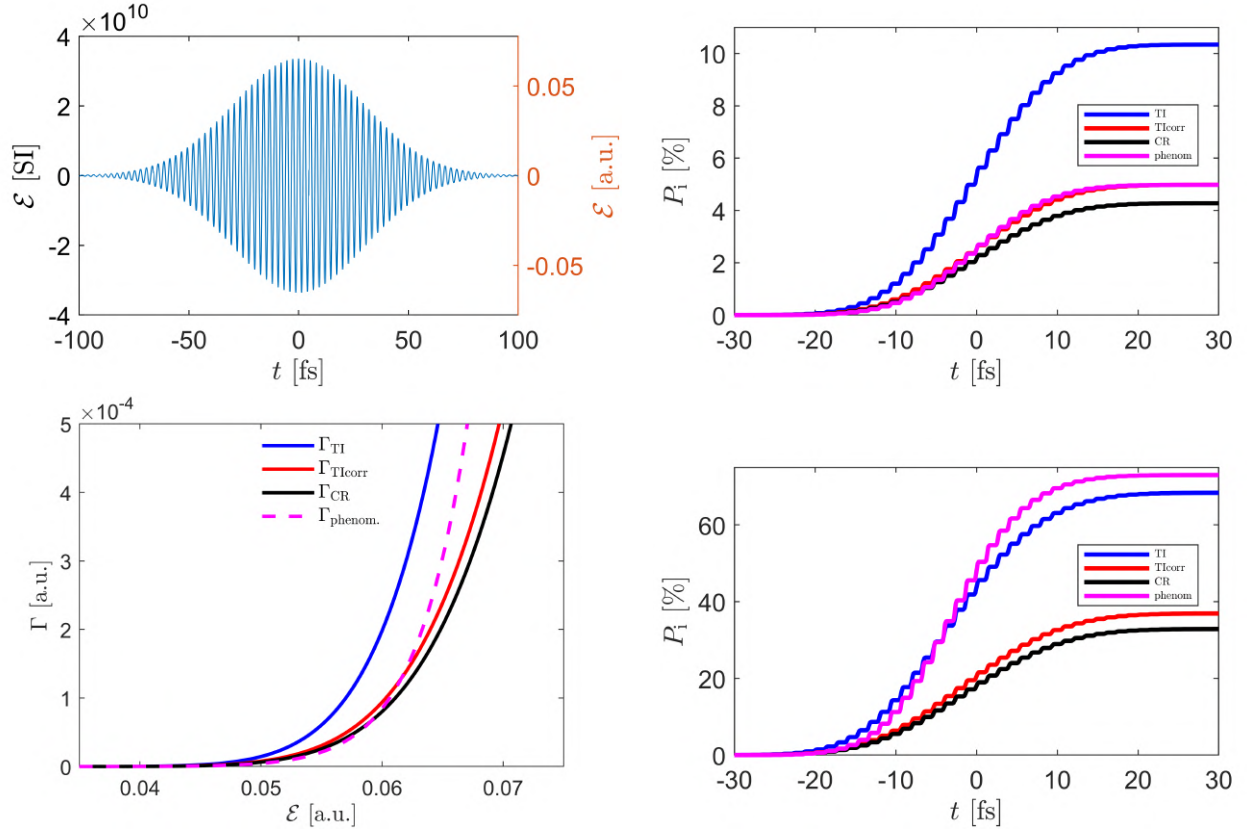 ×10^10
4
2
0
-2
-4
ℰ [SI]
0.05
0
-0.05
ℰ [a.u.]
-100 -50 0 50 100
t [fs]
10
8
6
4
2
0
P_i [%]
TI
TIcorr
CR
phenom
-30 -20 -10 0 10 20 30
t [fs]
×10^-4
5
4
3
2
1
0
Γ [a.u.]
Γ_TI
Γ_TIcorr
Γ_CR
Γ_phenom.
0.04 0.05 0.06 0.07
ℰ [a.u.]
60
40
20
0
P_i [%]
TI
TIcorr
CR
phenom
-30 -20 -10 0 10 20 30
t [fs]